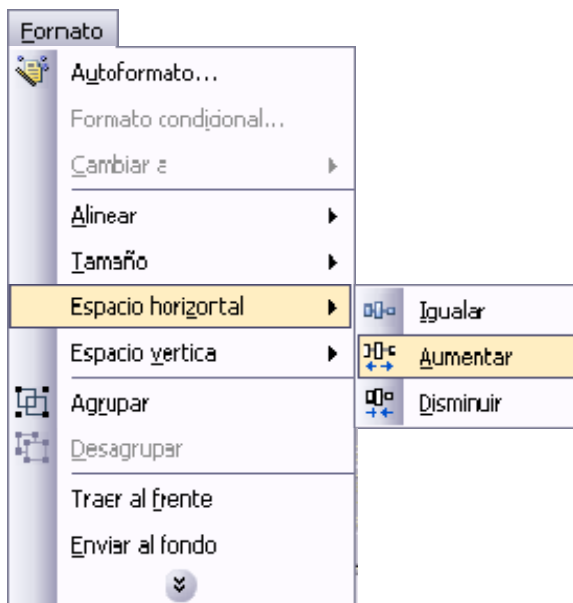 Formato
Autoformato...
Formato condicional...
Cambiar a
Alinear
Tamaño
Espacio horizontal
Igualar
Espacio vertica
Aumentar
Agrupar
Disminuir
Desagrupar
Traer al frente
Enviar al fondo